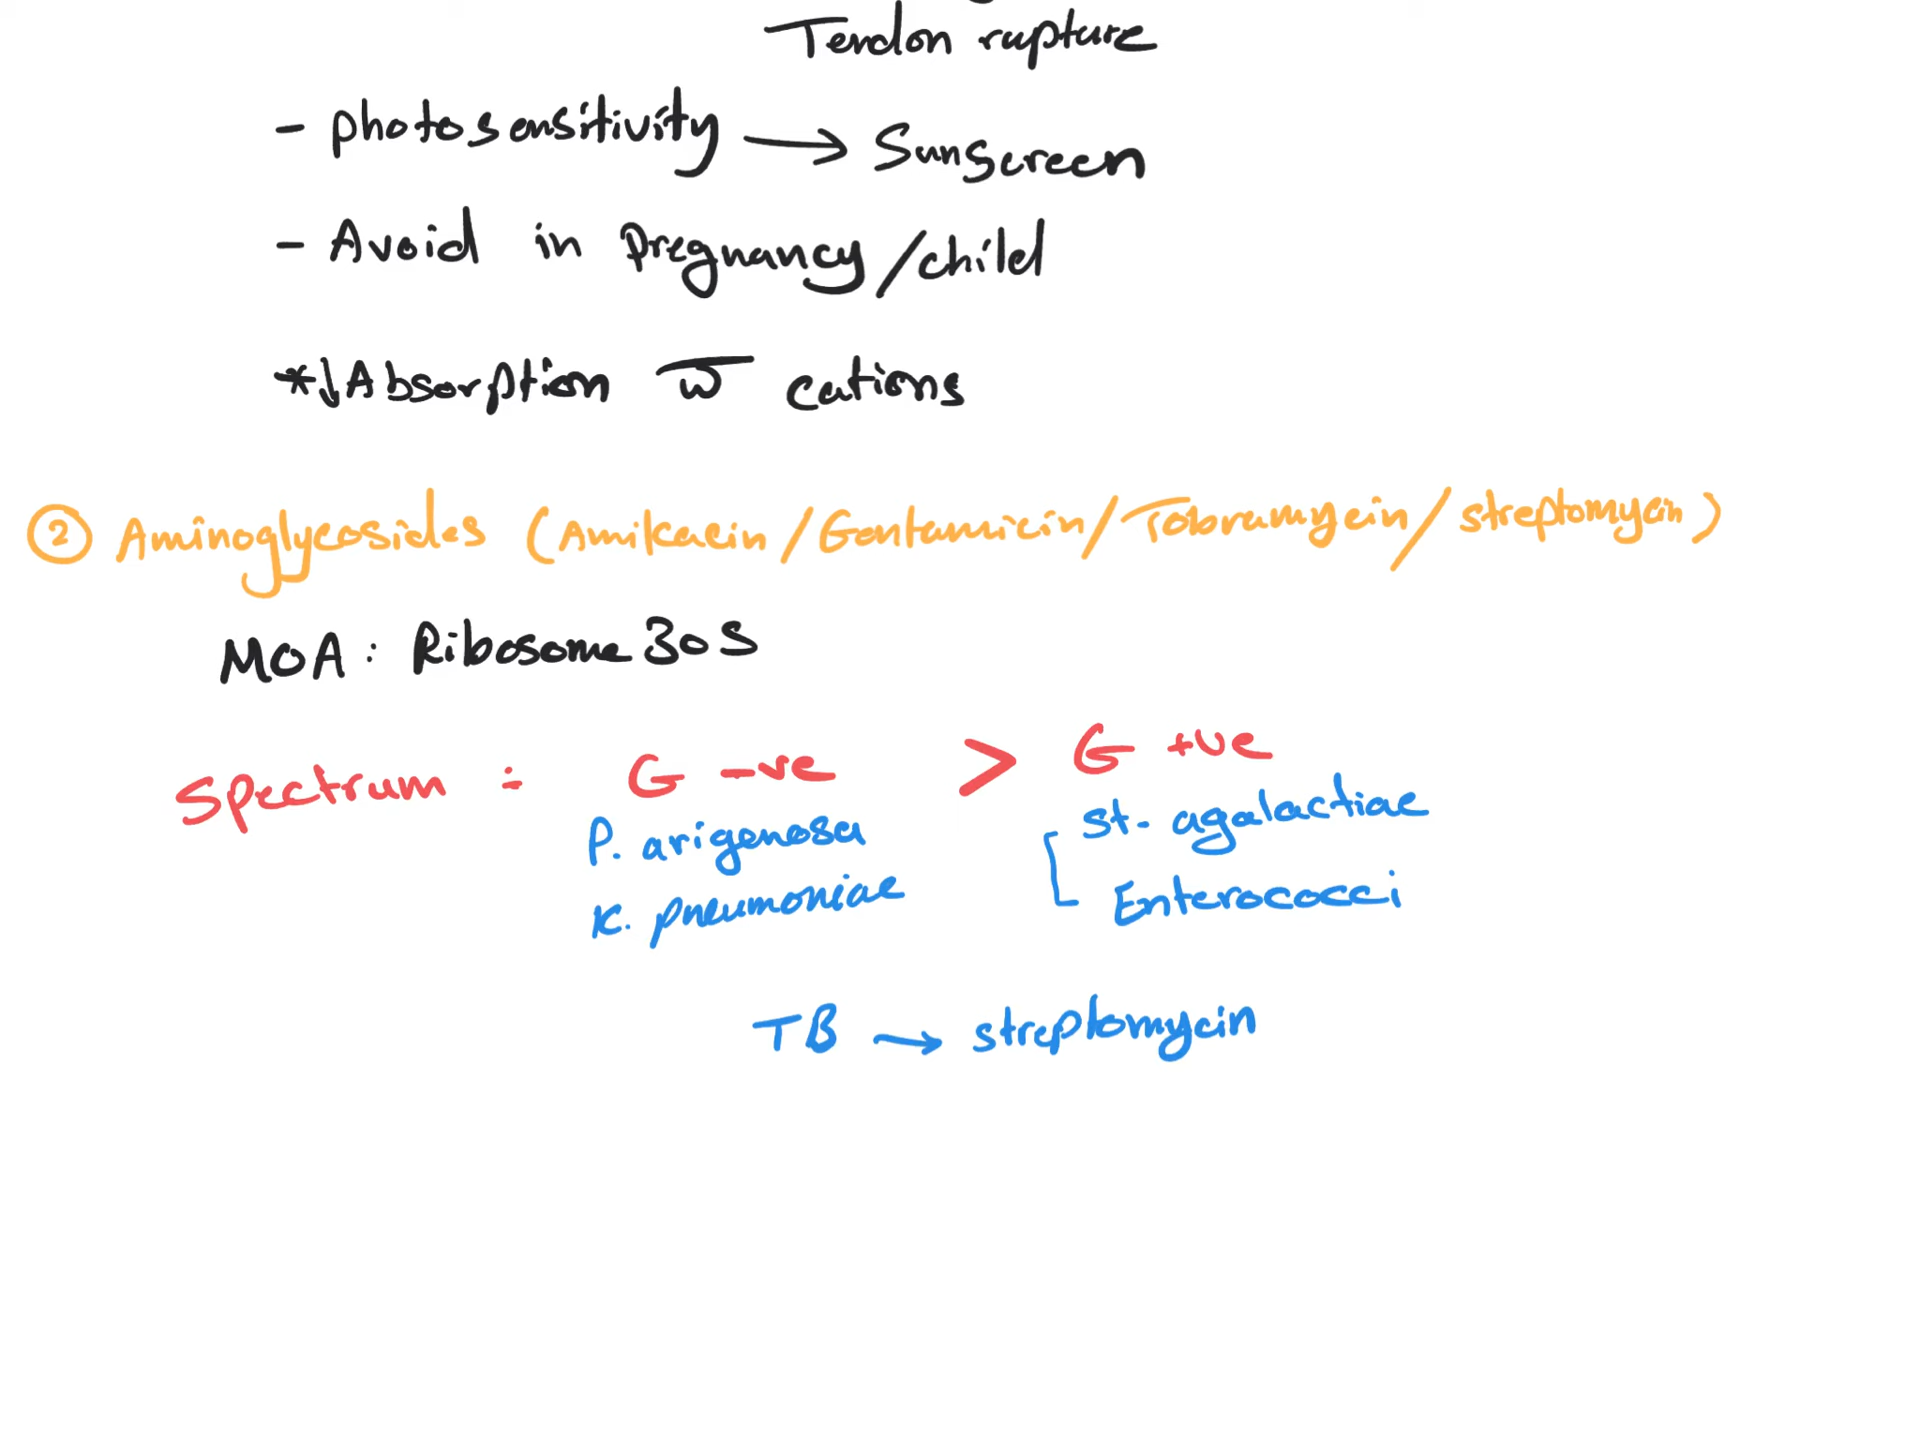 Tendon rupture
- photosensitivity → Sunscreen
- Avoid in pregnancy/child
*↓Absorption w̅ cations
② Aminoglycosides (Amikacin/Gentamicin/Tobramycin/streptomycin)
MOA: Ribosome 30S
Spectrum : G -ve > G +ve
P. arigenosa St. agalactiae
K. pneumoniae Enterococci
TB → streptomycin